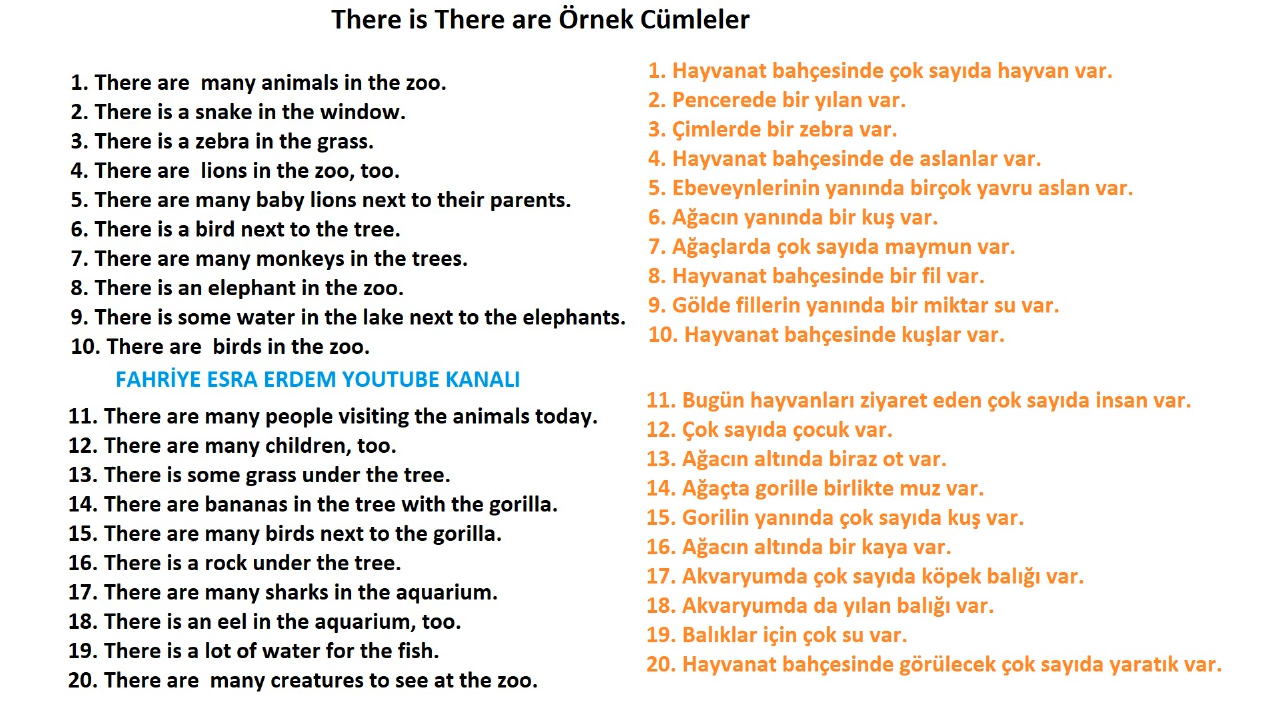 There is There are Örnek Cümleler
1. There are  many animals in the zoo.
2. There is a snake in the window.
3. There is a zebra in the grass.
4. There are  lions in the zoo, too.
5. There are many baby lions next to their parents.
6. There is a bird next to the tree.
7. There are many monkeys in the trees.
8. There is an elephant in the zoo.
9. There is some water in the lake next to the elephants.
10. There are  birds in the zoo.
FAHRİYE ESRA ERDEM YOUTUBE KANALI
11. There are many people visiting the animals today.
12. There are many children, too.
13. There is some grass under the tree.
14. There are bananas in the tree with the gorilla.
15. There are many birds next to the gorilla.
16. There is a rock under the tree.
17. There are many sharks in the aquarium.
18. There is an eel in the aquarium, too.
19. There is a lot of water for the fish.
20. There are  many creatures to see at the zoo.
1. Hayvanat bahçesinde çok sayıda hayvan var.
2. Pencerede bir yılan var.
3. Çimlerde bir zebra var.
4. Hayvanat bahçesinde de aslanlar var.
5. Ebeveynlerinin yanında birçok yavru aslan var.
6. Ağacın yanında bir kuş var.
7. Ağaçlarda çok sayıda maymun var.
8. Hayvanat bahçesinde bir fil var.
9. Gölde fillerin yanında bir miktar su var.
10. Hayvanat bahçesinde kuşlar var.
11. Bugün hayvanları ziyaret eden çok sayıda insan var.
12. Çok sayıda çocuk var.
13. Ağacın altında biraz ot var.
14. Ağaçta gorille birlikte muz var.
15. Gorilin yanında çok sayıda kuş var.
16. Ağacın altında bir kaya var.
17. Akvaryumda çok sayıda köpek balığı var.
18. Akvaryumda da yılan balığı var.
19. Balıklar için çok su var.
20. Hayvanat bahçesinde görülecek çok sayıda yaratık var.